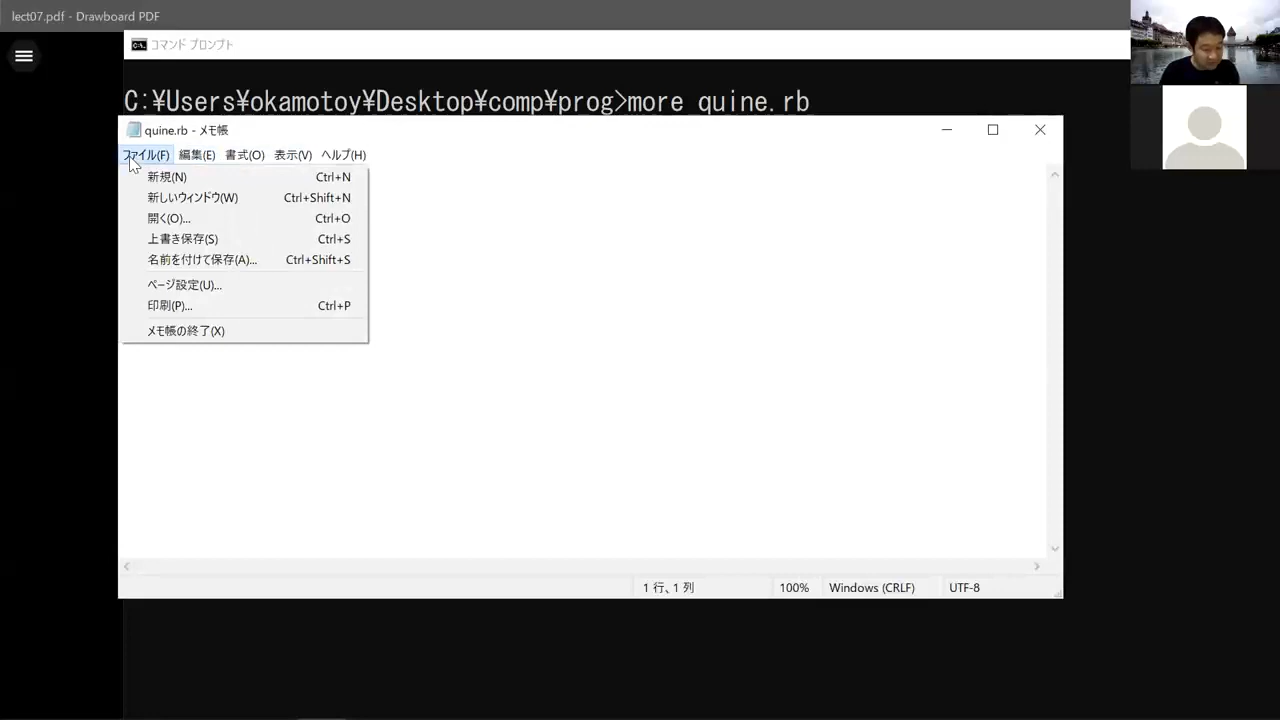 lect07.pdf - Drawboard PDF
コマンド プロンプト
C:¥Users¥okamotoy¥Desktop¥comp¥prog>more quine.rb
quine.rb - メモ帳
ファイル(F) 編集(E) 書式(O) 表示(V) ヘルプ(H)
新規(N) Ctrl+N
新しいウィンドウ(W) Ctrl+Shift+N
開く(O)... Ctrl+O
上書き保存(S) Ctrl+S
名前を付けて保存(A)... Ctrl+Shift+S
ページ設定(U)...
印刷(P)... Ctrl+P
メモ帳の終了(X)
1 行、1 列 100% Windows (CRLF) UTF-8